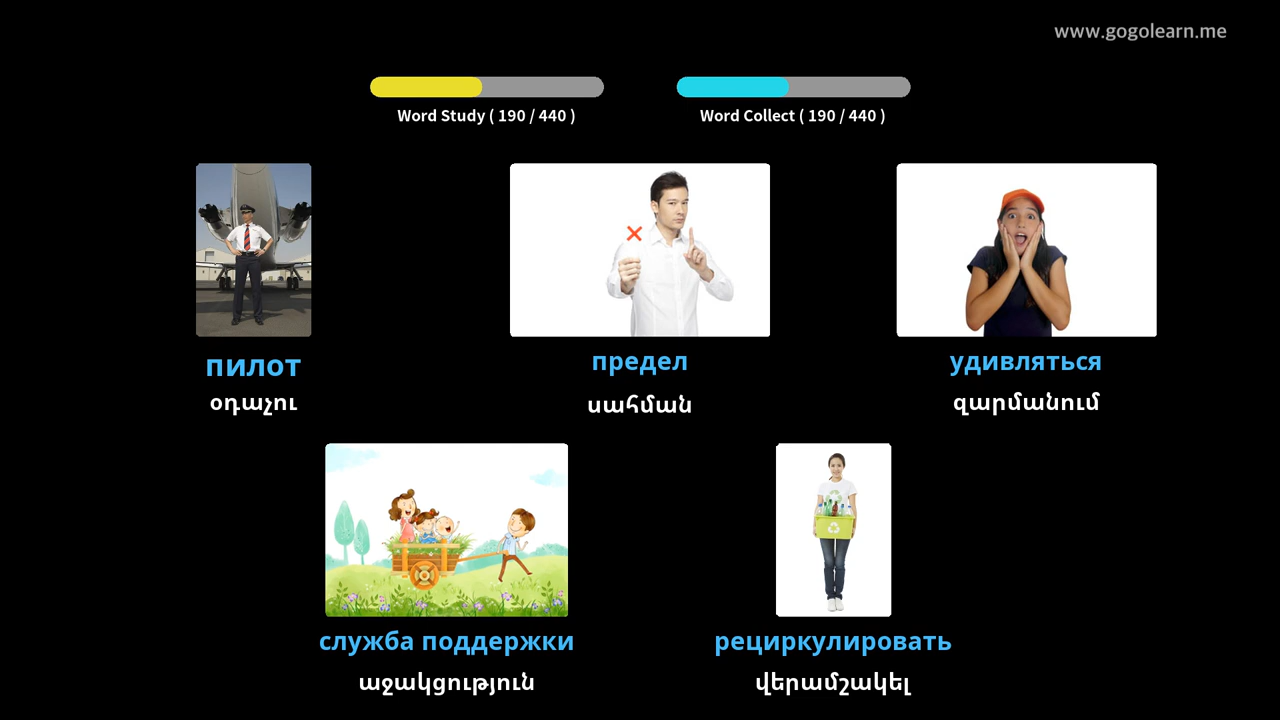 www.gogolearn.me
Word Study ( 190 / 440 )
Word Collect ( 190 / 440 )
пилот
օդաչու
предел
սահման
удивляться
զարմանում
служба поддержки
աջակցություն
рециркулировать
վերամշակել